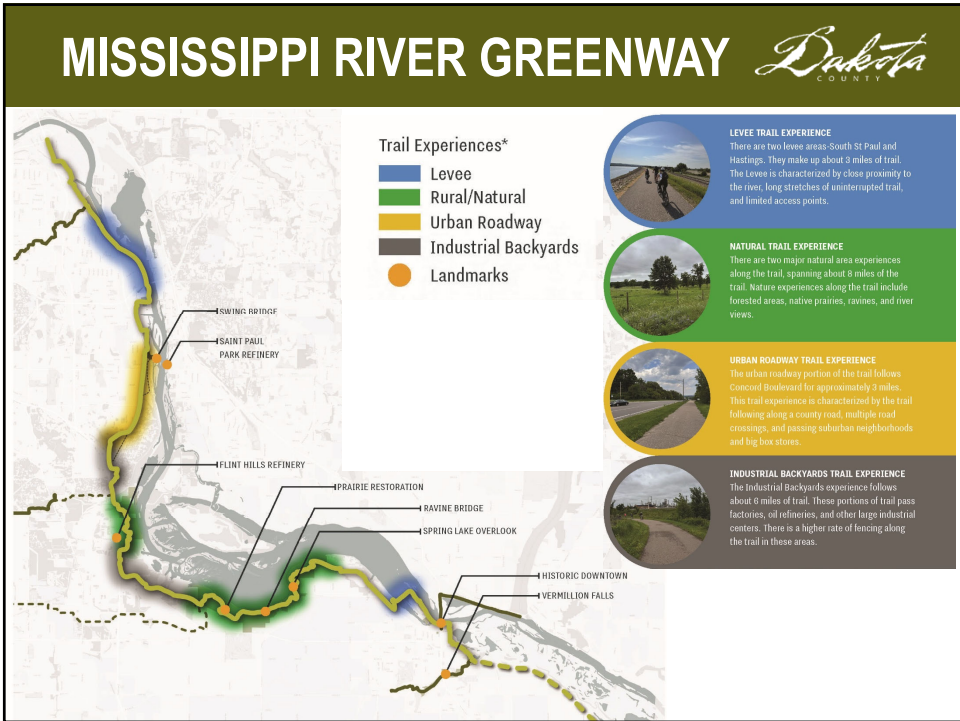 MISSISSIPPI RIVER GREENWAY
Dakota
COUNTY
Trail Experiences*
Levee
Rural/Natural
Urban Roadway
Industrial Backyards
Landmarks
LEVEE TRAIL EXPERIENCE
There are two levee areas-South St Paul and
Hastings. They make up about 3 miles of trail.
The Levee is characterized by close proximity to
the river, long stretches of uninterrupted trail,
and limited access points.
NATURAL TRAIL EXPERIENCE
There are two major natural area experiences
along the trail, spanning about 8 miles of the
trail. Nature experiences along the trail include
forested areas, native prairies, ravines, and river
views.
URBAN ROADWAY TRAIL EXPERIENCE
The urban roadway portion of the trail follows
Concord Boulevard for approximately 3 miles.
This trail experience is characterized by the trail
following along a county road, multiple road
crossings, and passing suburban neighborhoods
and big box stores.
INDUSTRIAL BACKYARDS TRAIL EXPERIENCE
The Industrial Backyards experience follows
about 6 miles of trail. These portions of trail pass
factories, oil refineries, and other large industrial
centers. There is a higher rate of fencing along
the trail in these areas.
SWING BRIDGE
SAINT PAUL
PARK REFINERY
FLINT HILLS REFINERY
PRAIRIE RESTORATION
RAVINE BRIDGE
SPRING LAKE OVERLOOK
HISTORIC DOWNTOWN
VERMILLION FALLS